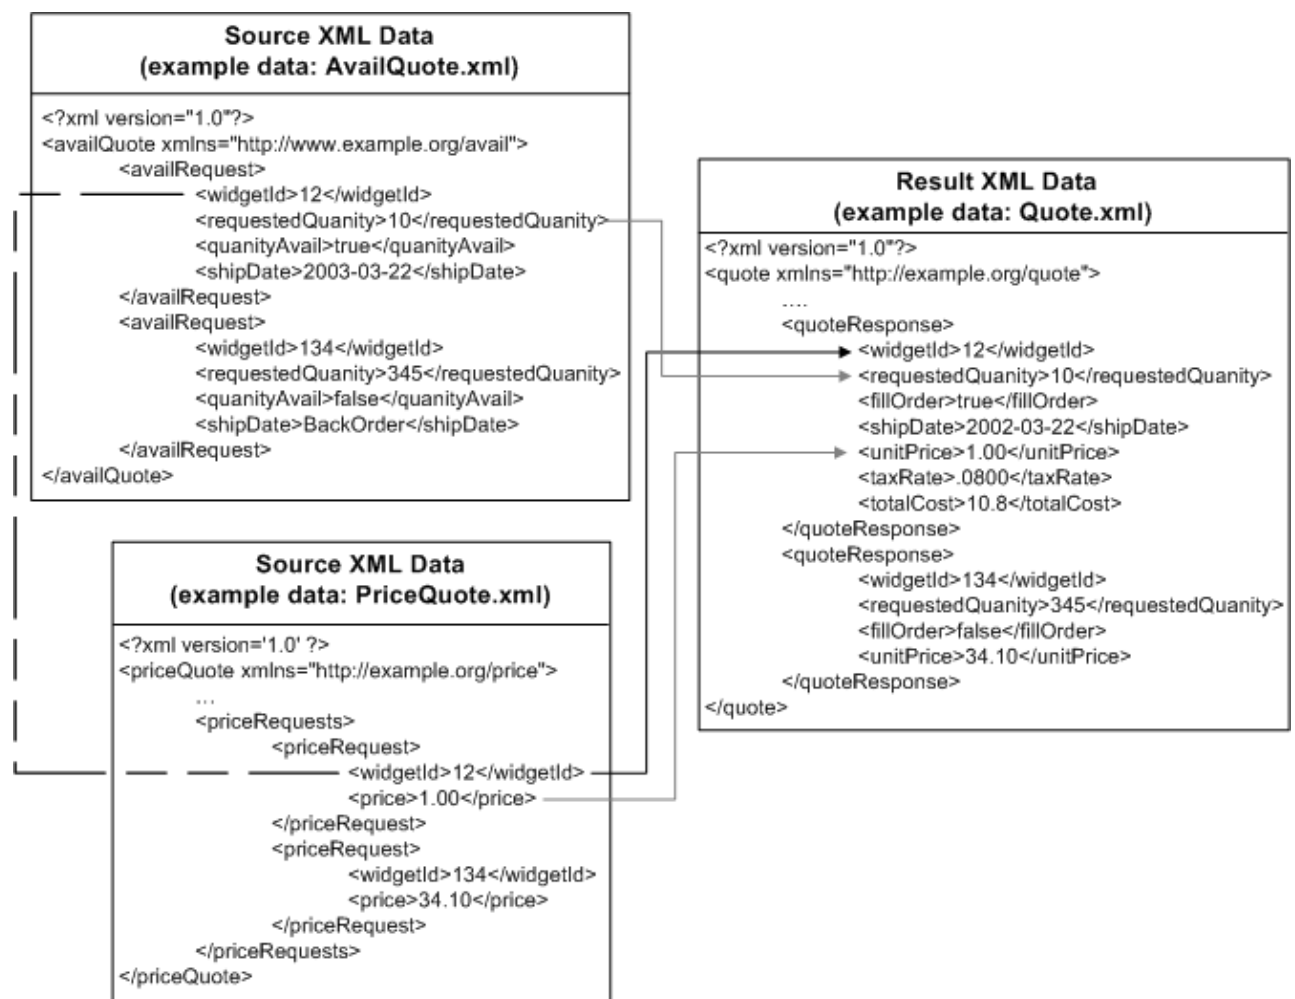 Source XML Data
(example data: AvailQuote.xml)
<?xml version="1.0"?>
<availQuote xmlns="http://www.example.org/avail">
<availRequest>
<widgetId>12</widgetId>
<requestedQuanity>10</requestedQuanity>
<quanityAvail>true</quanityAvail>
<shipDate>2003-03-22</shipDate>
</availRequest>
<availRequest>
<widgetId>134</widgetId>
<requestedQuanity>345</requestedQuanity>
<quanityAvail>false</quanityAvail>
<shipDate>BackOrder</shipDate>
</availRequest>
</availQuote>
Source XML Data
(example data: PriceQuote.xml)
<?xml version='1.0' ?>
<priceQuote xmlns="http://example.org/price">
...
<priceRequests>
<priceRequest>
<widgetId>12</widgetId>
<price>1.00</price>
</priceRequest>
<priceRequest>
<widgetId>134</widgetId>
<price>34.10</price>
</priceRequest>
</priceRequests>
</priceQuote>
Result XML Data
(example data: Quote.xml)
<?xml version="1.0"?>
<quote xmlns="http://example.org/quote">
....
<quoteResponse>
<widgetId>12</widgetId>
<requestedQuanity>10</requestedQuanity>
<fillOrder>true</fillOrder>
<shipDate>2002-03-22</shipDate>
<unitPrice>1.00</unitPrice>
<taxRate>.0800</taxRate>
<totalCost>10.8</totalCost>
</quoteResponse>
<quoteResponse>
<widgetId>134</widgetId>
<requestedQuanity>345</requestedQuanity>
<fillOrder>false</fillOrder>
<unitPrice>34.10</unitPrice>
</quoteResponse>
</quote>